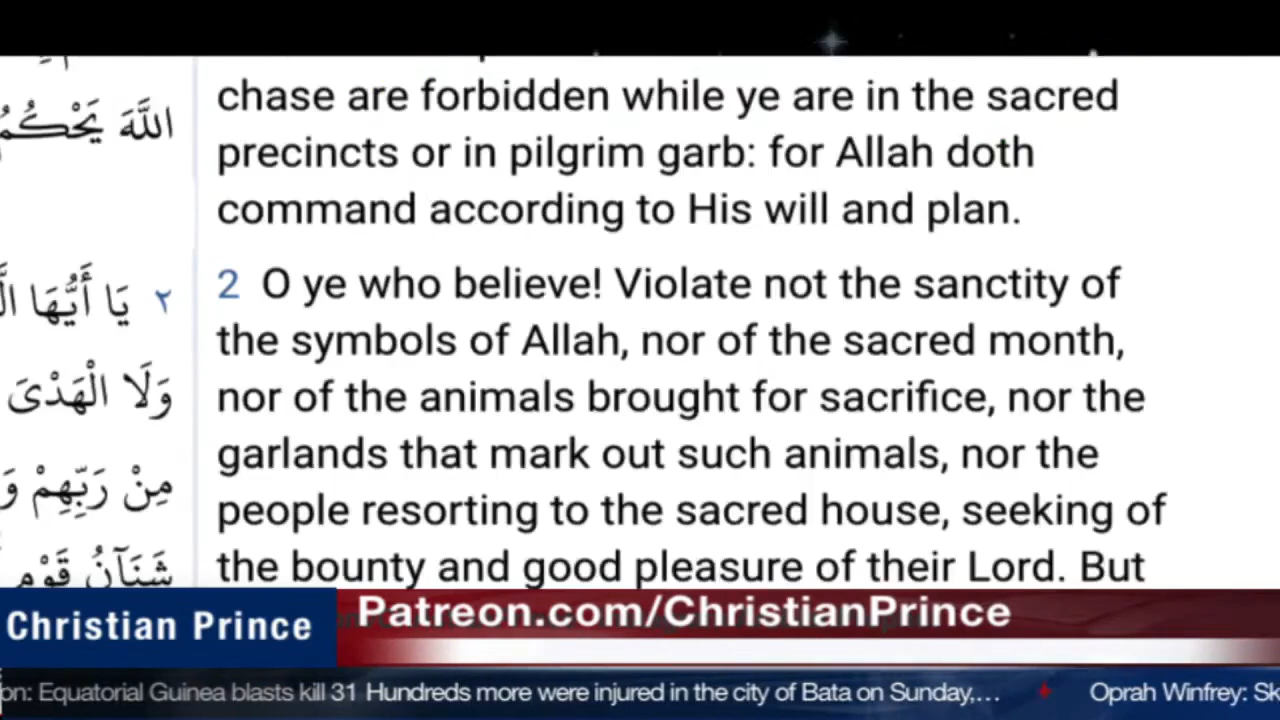 chase are forbidden while ye are in the sacred
اللَّهَ يَحْكُمُ
precincts or in pilgrim garb: for Allah doth
command according to His will and plan.
2 O ye who believe! Violate not the sanctity of
٢ يَا أَيُّهَا
the symbols of Allah, nor of the sacred month,
وَلَا الْهَدْىَ
nor of the animals brought for sacrifice, nor the
garlands that mark out such animals, nor the
مِنْ رَبِّهِمْ وَ
people resorting to the sacred house, seeking of
شَنَآنُ قَوْمٍ
the bounty and good pleasure of their Lord. But
Christian Prince
Patreon.com/ChristianPrince
on: Equatorial Guinea blasts kill 31 Hundreds more were injured in the city of Bata on Sunday,... Oprah Winfrey: Sk